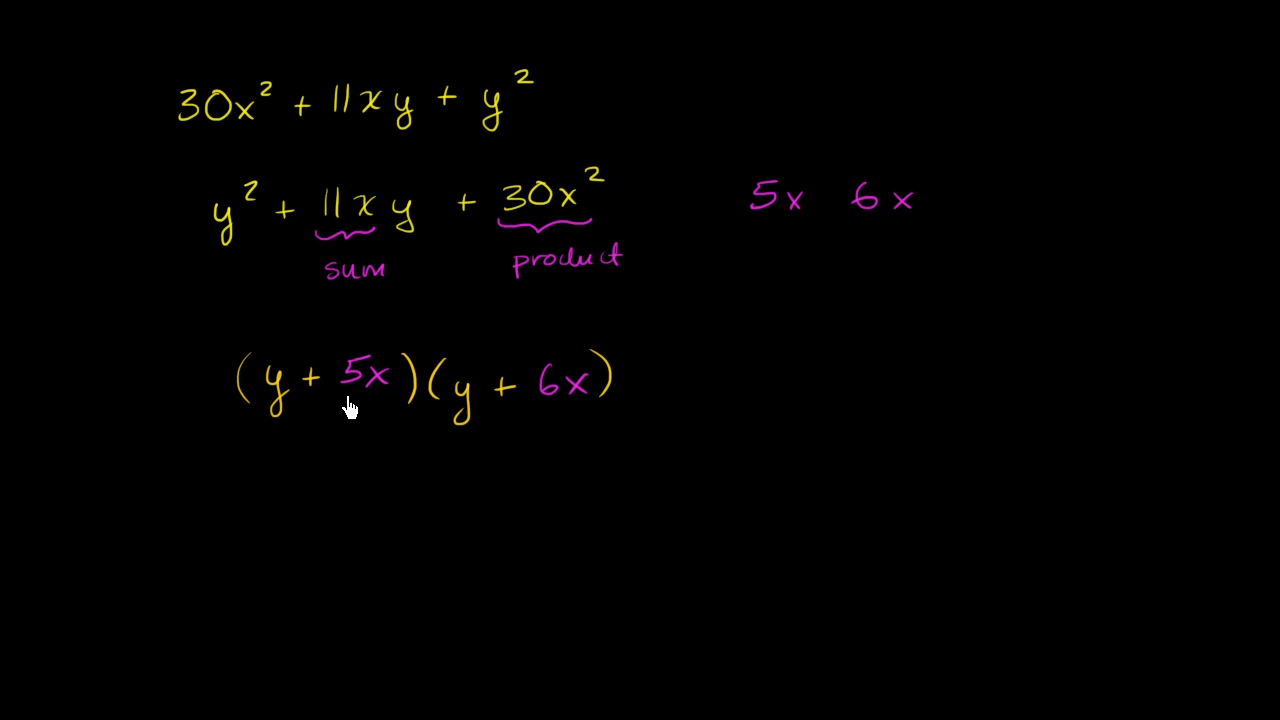 30x² + 11xy + y²
y² + 11xy + 30x² 5x 6x
sum product
(y + 5x)(y + 6x)